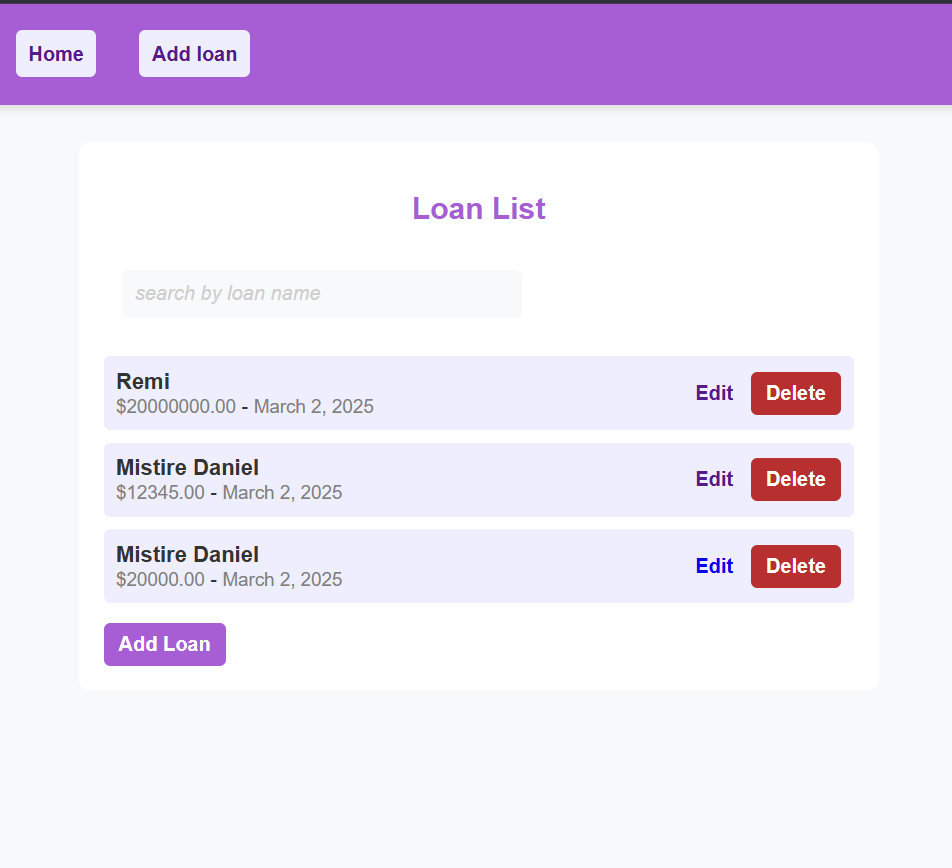 Home Add loan
Loan List
search by loan name
Remi
$20000000.00 - March 2, 2025
Edit Delete
Mistire Daniel
$12345.00 - March 2, 2025
Edit Delete
Mistire Daniel
$20000.00 - March 2, 2025
Edit Delete
Add Loan